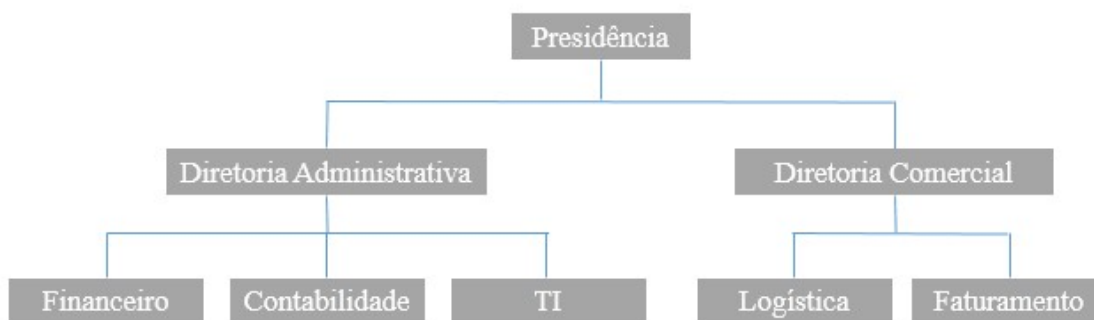 Presidência
Diretoria Administrativa
Diretoria Comercial
Financeiro
Contabilidade
TI
Logística
Faturamento